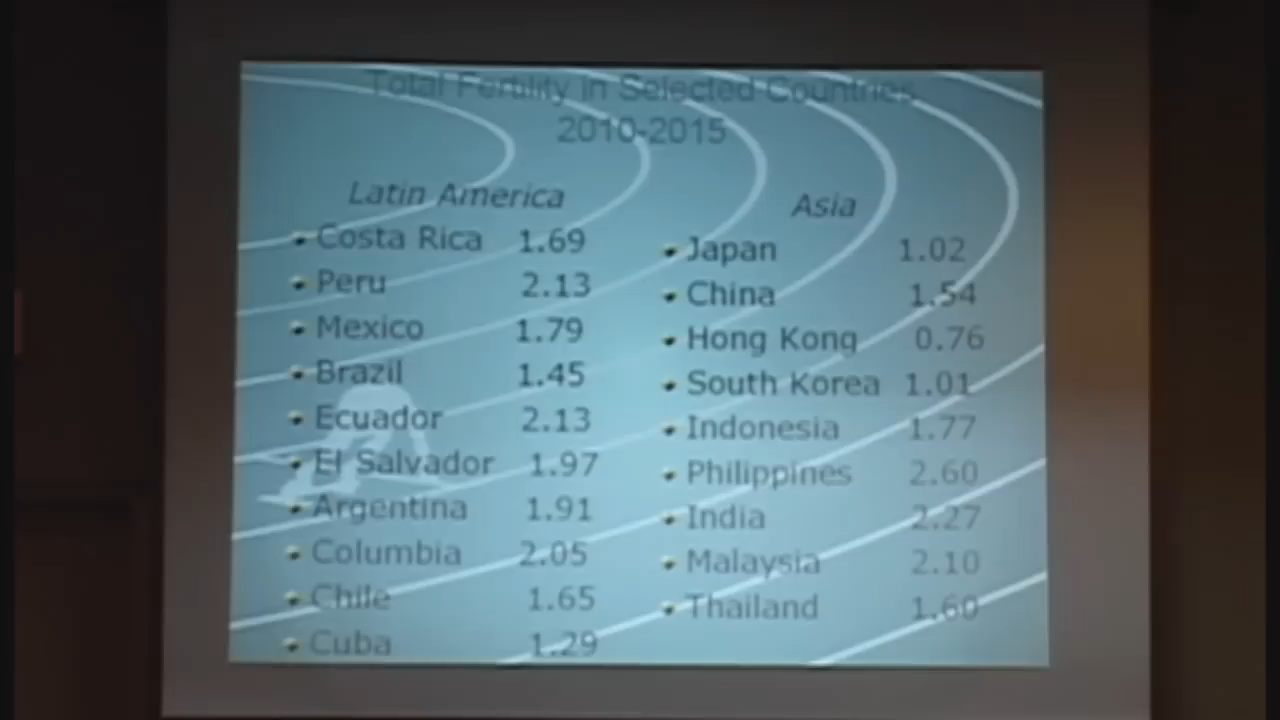 Total Fertility in Selected Countries
2010-2015
Latin America
Costa Rica 1.69
Peru 2.13
Mexico 1.79
Brazil 1.45
Ecuador 2.13
El Salvador 1.97
Argentina 1.91
Columbia 2.05
Chile 1.65
Cuba 1.29
Asia
Japan 1.02
China 1.54
Hong Kong 0.76
South Korea 1.01
Indonesia 1.77
Philippines 2.60
India 2.27
Malaysia 2.10
Thailand 1.60